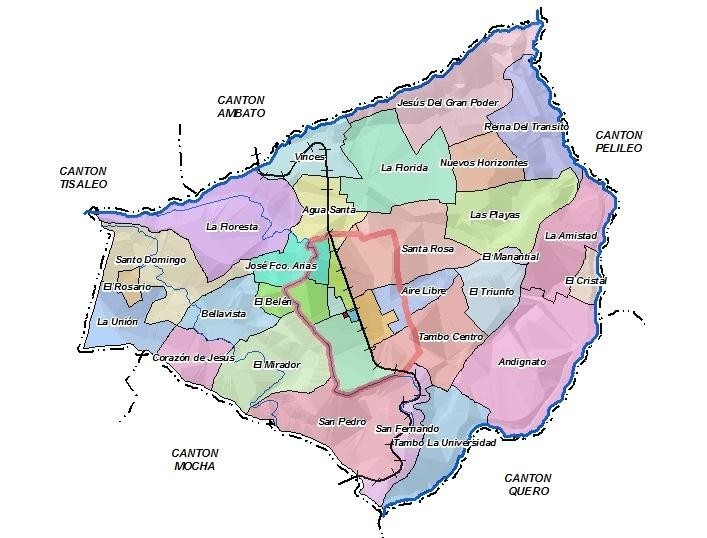 CANTON
AMBATO
Jesús Del Gran Poder
Reina Del Transito
CANTON
PELILEO
Vinces
La Florida
Nuevos Horizontes
CANTON
TISALEO
Agua Santa
Las Playas
La Floresta
La Amistad
Santa Rosa
El Manantial
Santo Domingo
José Fco. Arias
El Cristal
El Rosario
Aire Libre
El Triunfo
El Belén
Bellavista
La Unión
Tambo Centro
Corazón de Jesús
El Mirador
Andignato
San Pedro
San Fernando
Tambo La Universidad
CANTON
MOCHA
CANTON
QUERO